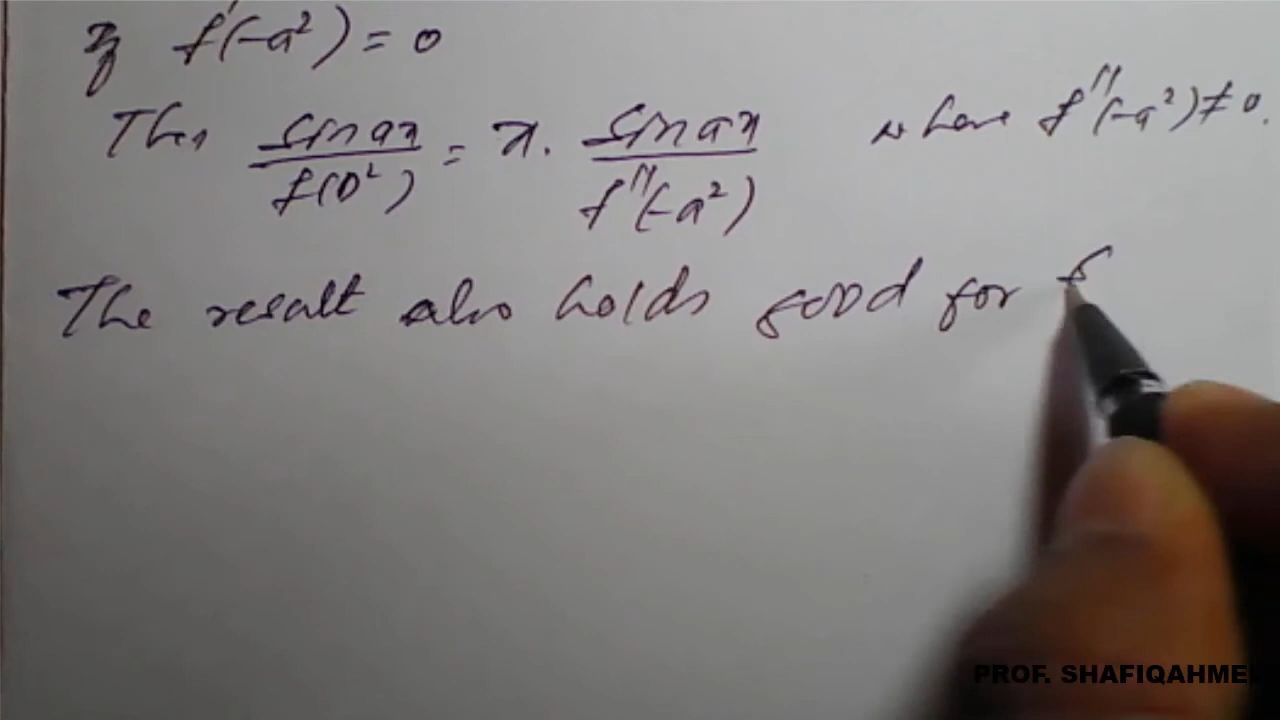 If f'(-a²) = 0
Then sin ax / f(D²) = x. sin ax / f''(-a²) where f''(-a²) ≠ 0.
The result also holds good for
PROF. SHAFIQAHME